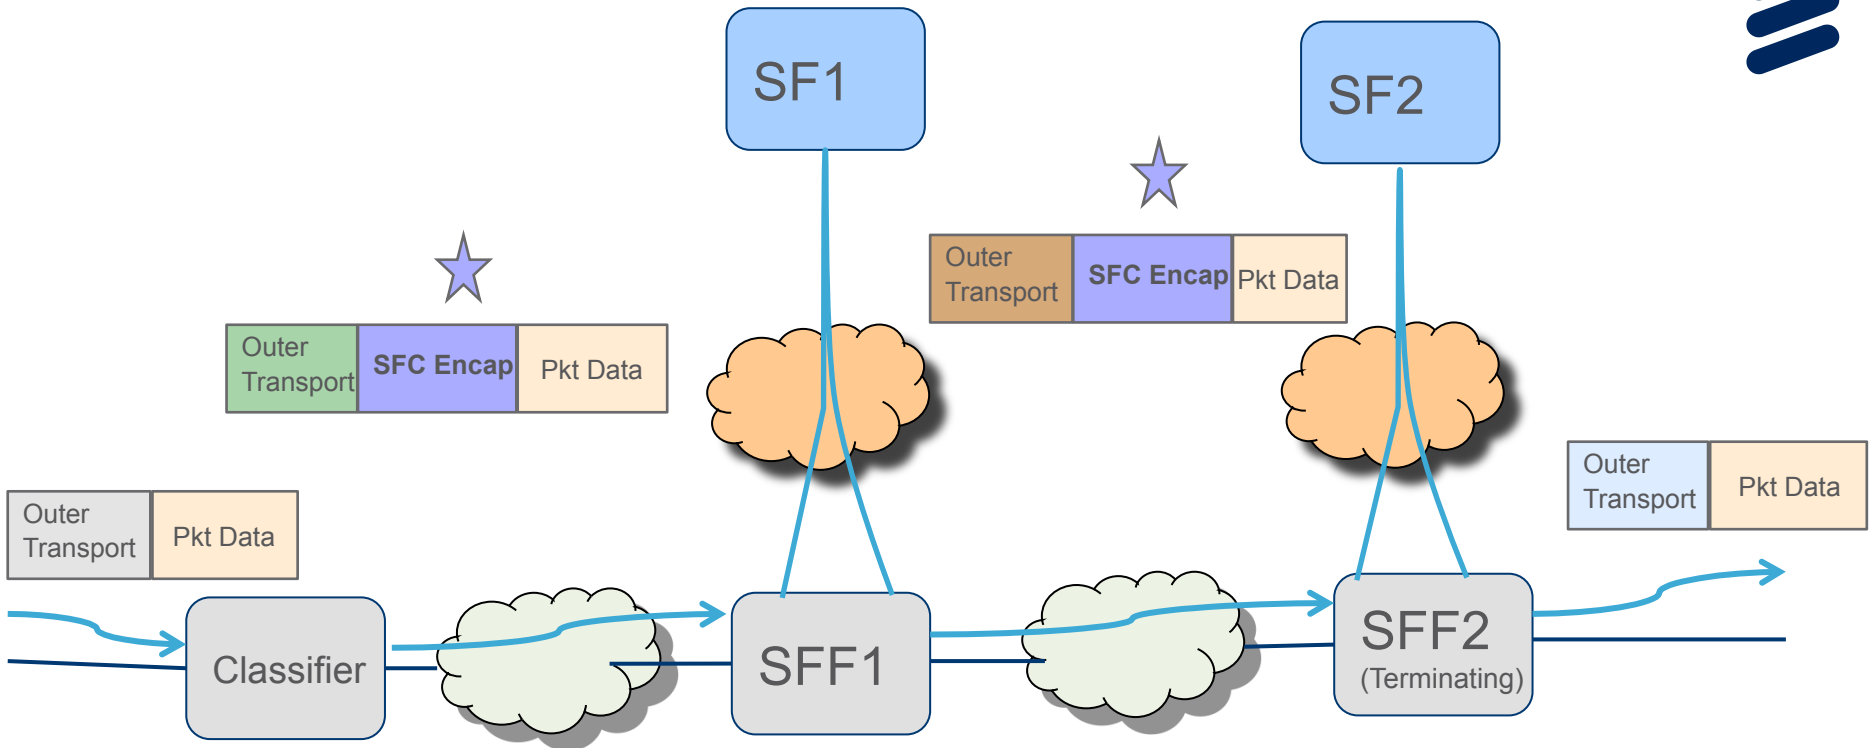 SF1
SF2
Outer
Transport
SFC Encap
Pkt Data
Outer
Transport
SFC Encap
Pkt Data
Outer
Transport
Pkt Data
Outer
Transport
Pkt Data
Classifier
SFF1
SFF2
(Terminating)